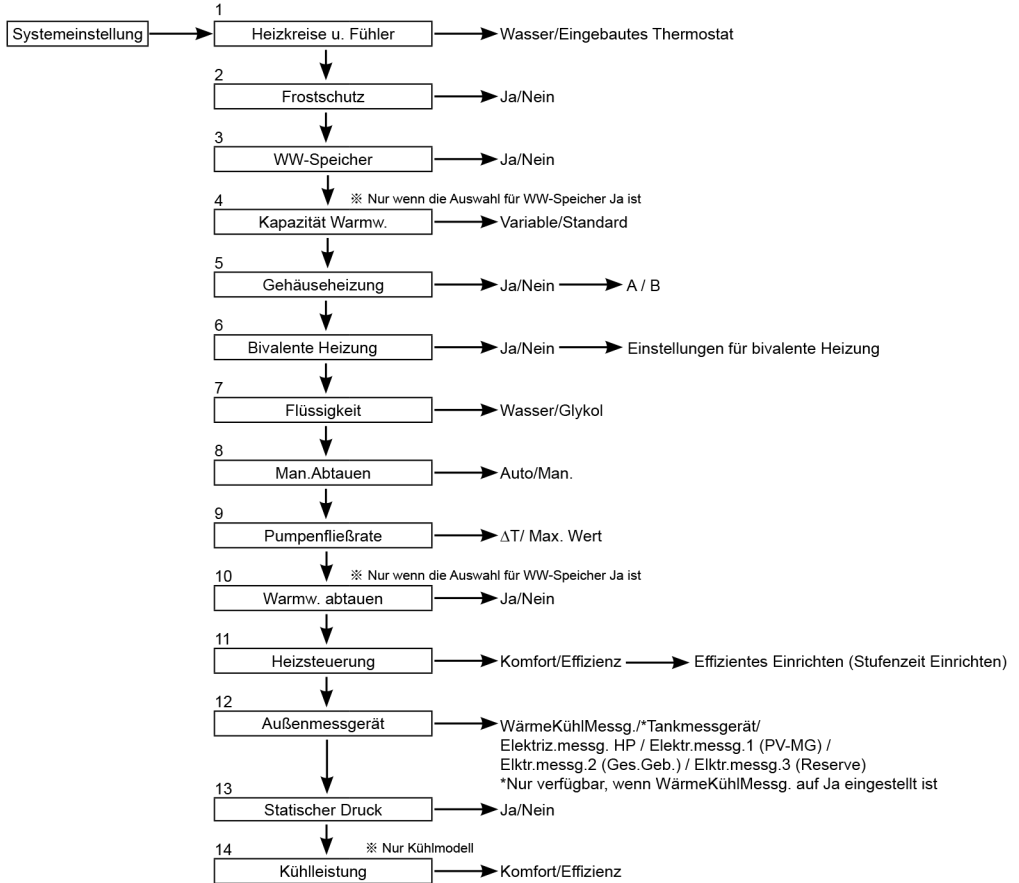 1
Systemeinstellung Heizkreise u. Fühler Wasser/Eingebautes Thermostat
2
Frostschutz Ja/Nein
3
WW-Speicher Ja/Nein
※ Nur wenn die Auswahl für WW-Speicher Ja ist
4
Kapazität Warmw. Variable/Standard
5
Gehäuseheizung Ja/Nein A / B
6
Bivalente Heizung Ja/Nein Einstellungen für bivalente Heizung
7
Flüssigkeit Wasser/Glykol
8
Man.Abtauen Auto/Man.
9
Pumpenfließrate ΔT/ Max. Wert
10 ※ Nur wenn die Auswahl für WW-Speicher Ja ist
Warmw. abtauen Ja/Nein
11
Heizsteuerung Komfort/Effizienz Effizientes Einrichten (Stufenzeit Einrichten)
12
Außenmessgerät WärmeKühlMessg./*Tankmessgerät/
Elektriz.messg. HP / Elektr.messg.1 (PV-MG) /
Elktr.messg.2 (Ges.Geb.) / Elktr.messg.3 (Reserve)
*Nur verfügbar, wenn WärmeKühlMessg. auf Ja eingestellt ist
13
Statischer Druck Ja/Nein
14 ※ Nur Kühlmodell
Kühlleistung Komfort/Effizienz